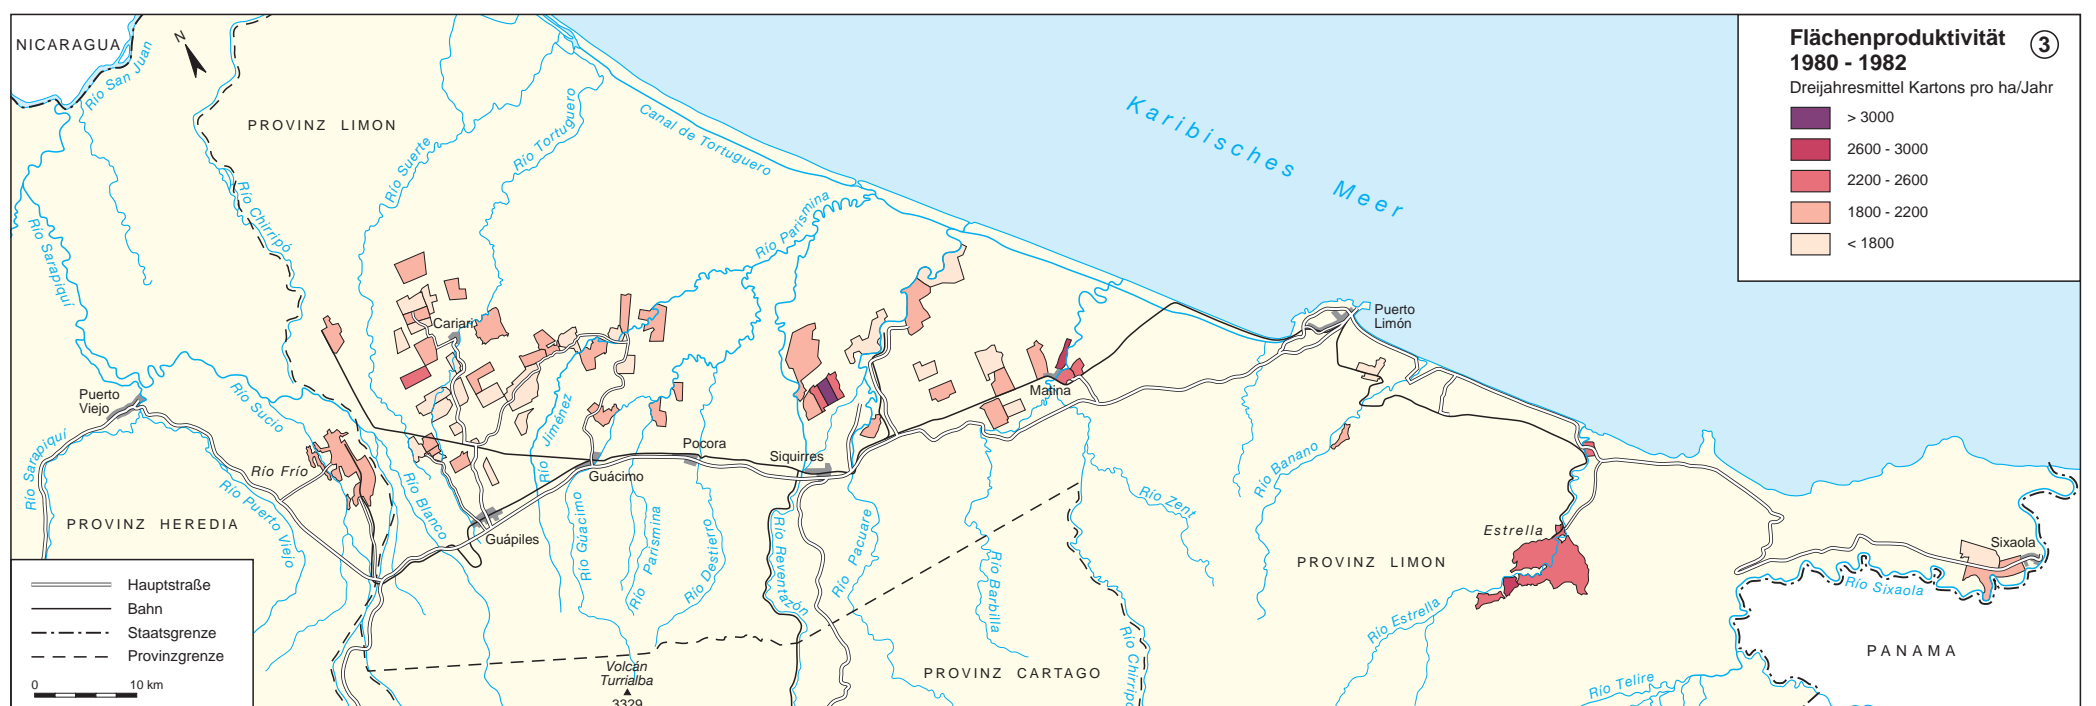 NICARAGUA
N
Río San Juan
PROVINZ LIMON
Río Suerte
Río Tortuguero
Canal de Tortuguero
Karibisches Meer
Flächenproduktivität
1980 - 1982
3
Dreijahresmittel Kartons pro ha/Jahr
> 3000
2600 - 3000
2200 - 2600
1800 - 2200
< 1800
Río Sarapiquí
Río Chirripó
Río Parismina
Cariari
Puerto
Limón
Puerto
Viejo
Río Sucio
Matina
Río Jiménez
Pocora
Siquirres
Guácimo
Río Sarapiquí
Río Frío
Río Puerto Viejo
Río Blanco
Guápiles
PROVINZ HEREDIA
Río Gúácimo
Río Parismina
Río Destierro
Río Reventazón
Río Pacuare
Río Barbilla
Río Zent
Río Banano
Estrella
PROVINZ LIMON
Río Estrella
Sixaola
Río Sixaola
PANAMA
Río Telire
Río Chirripó
PROVINZ CARTAGO
Volcán
Turrialba
3329
Hauptstraße
Bahn
Staatsgrenze
Provinzgrenze
0 10 km